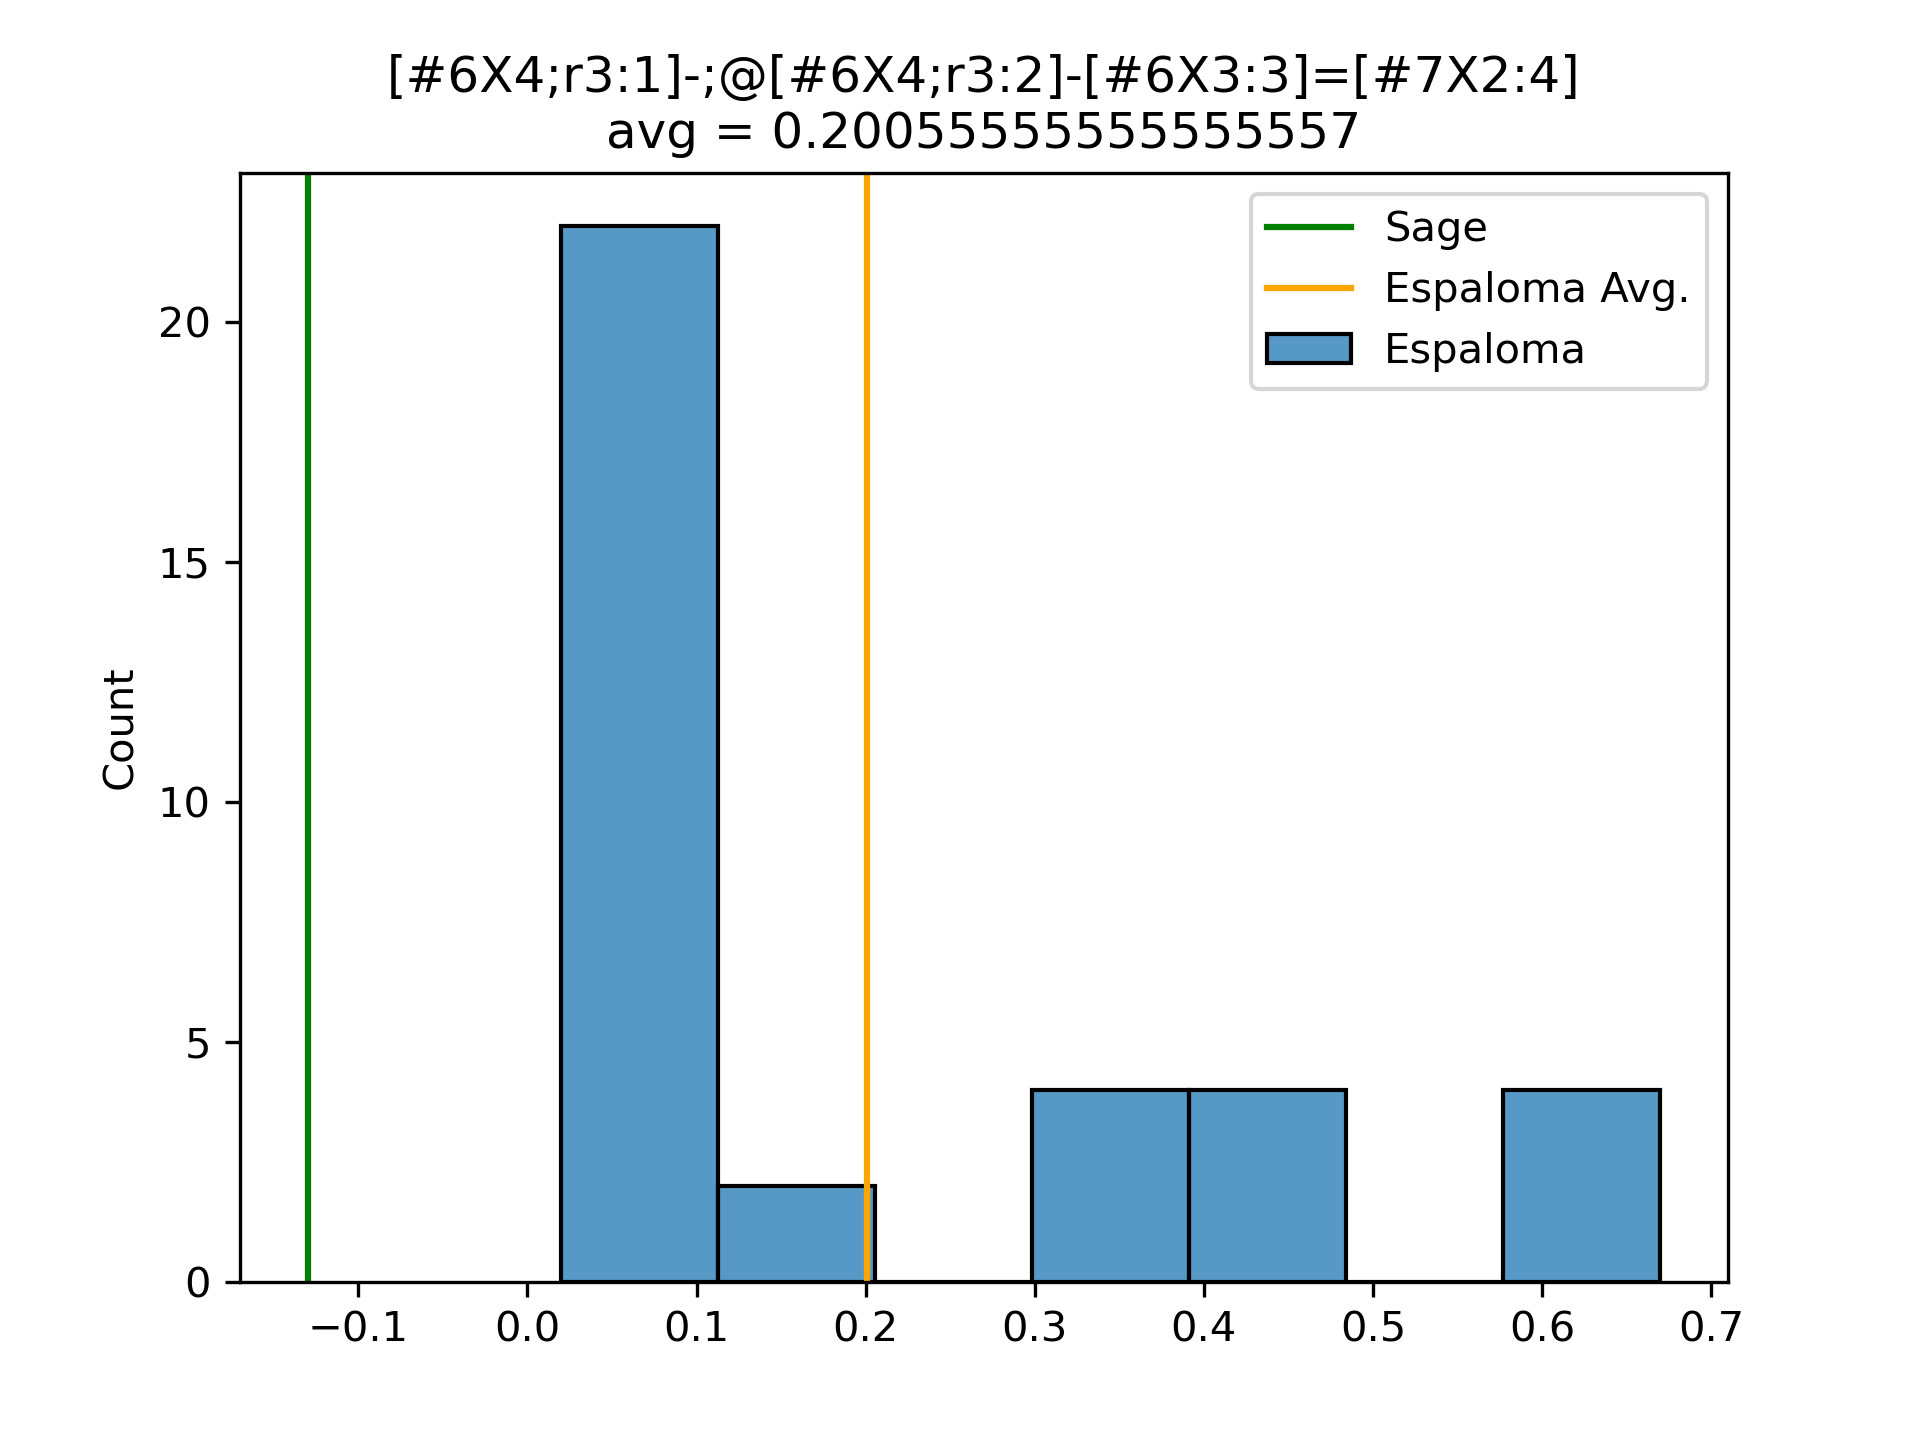 [#6X4;r3:1]-;@[#6X4;r3:2]-[#6X3:3]=[#7X2:4]
avg = 0.20055555555555557
Sage
Espaloma Avg.
Espaloma
Count
20
15
10
5
0
−0.1 0.0 0.1 0.2 0.3 0.4 0.5 0.6 0.7